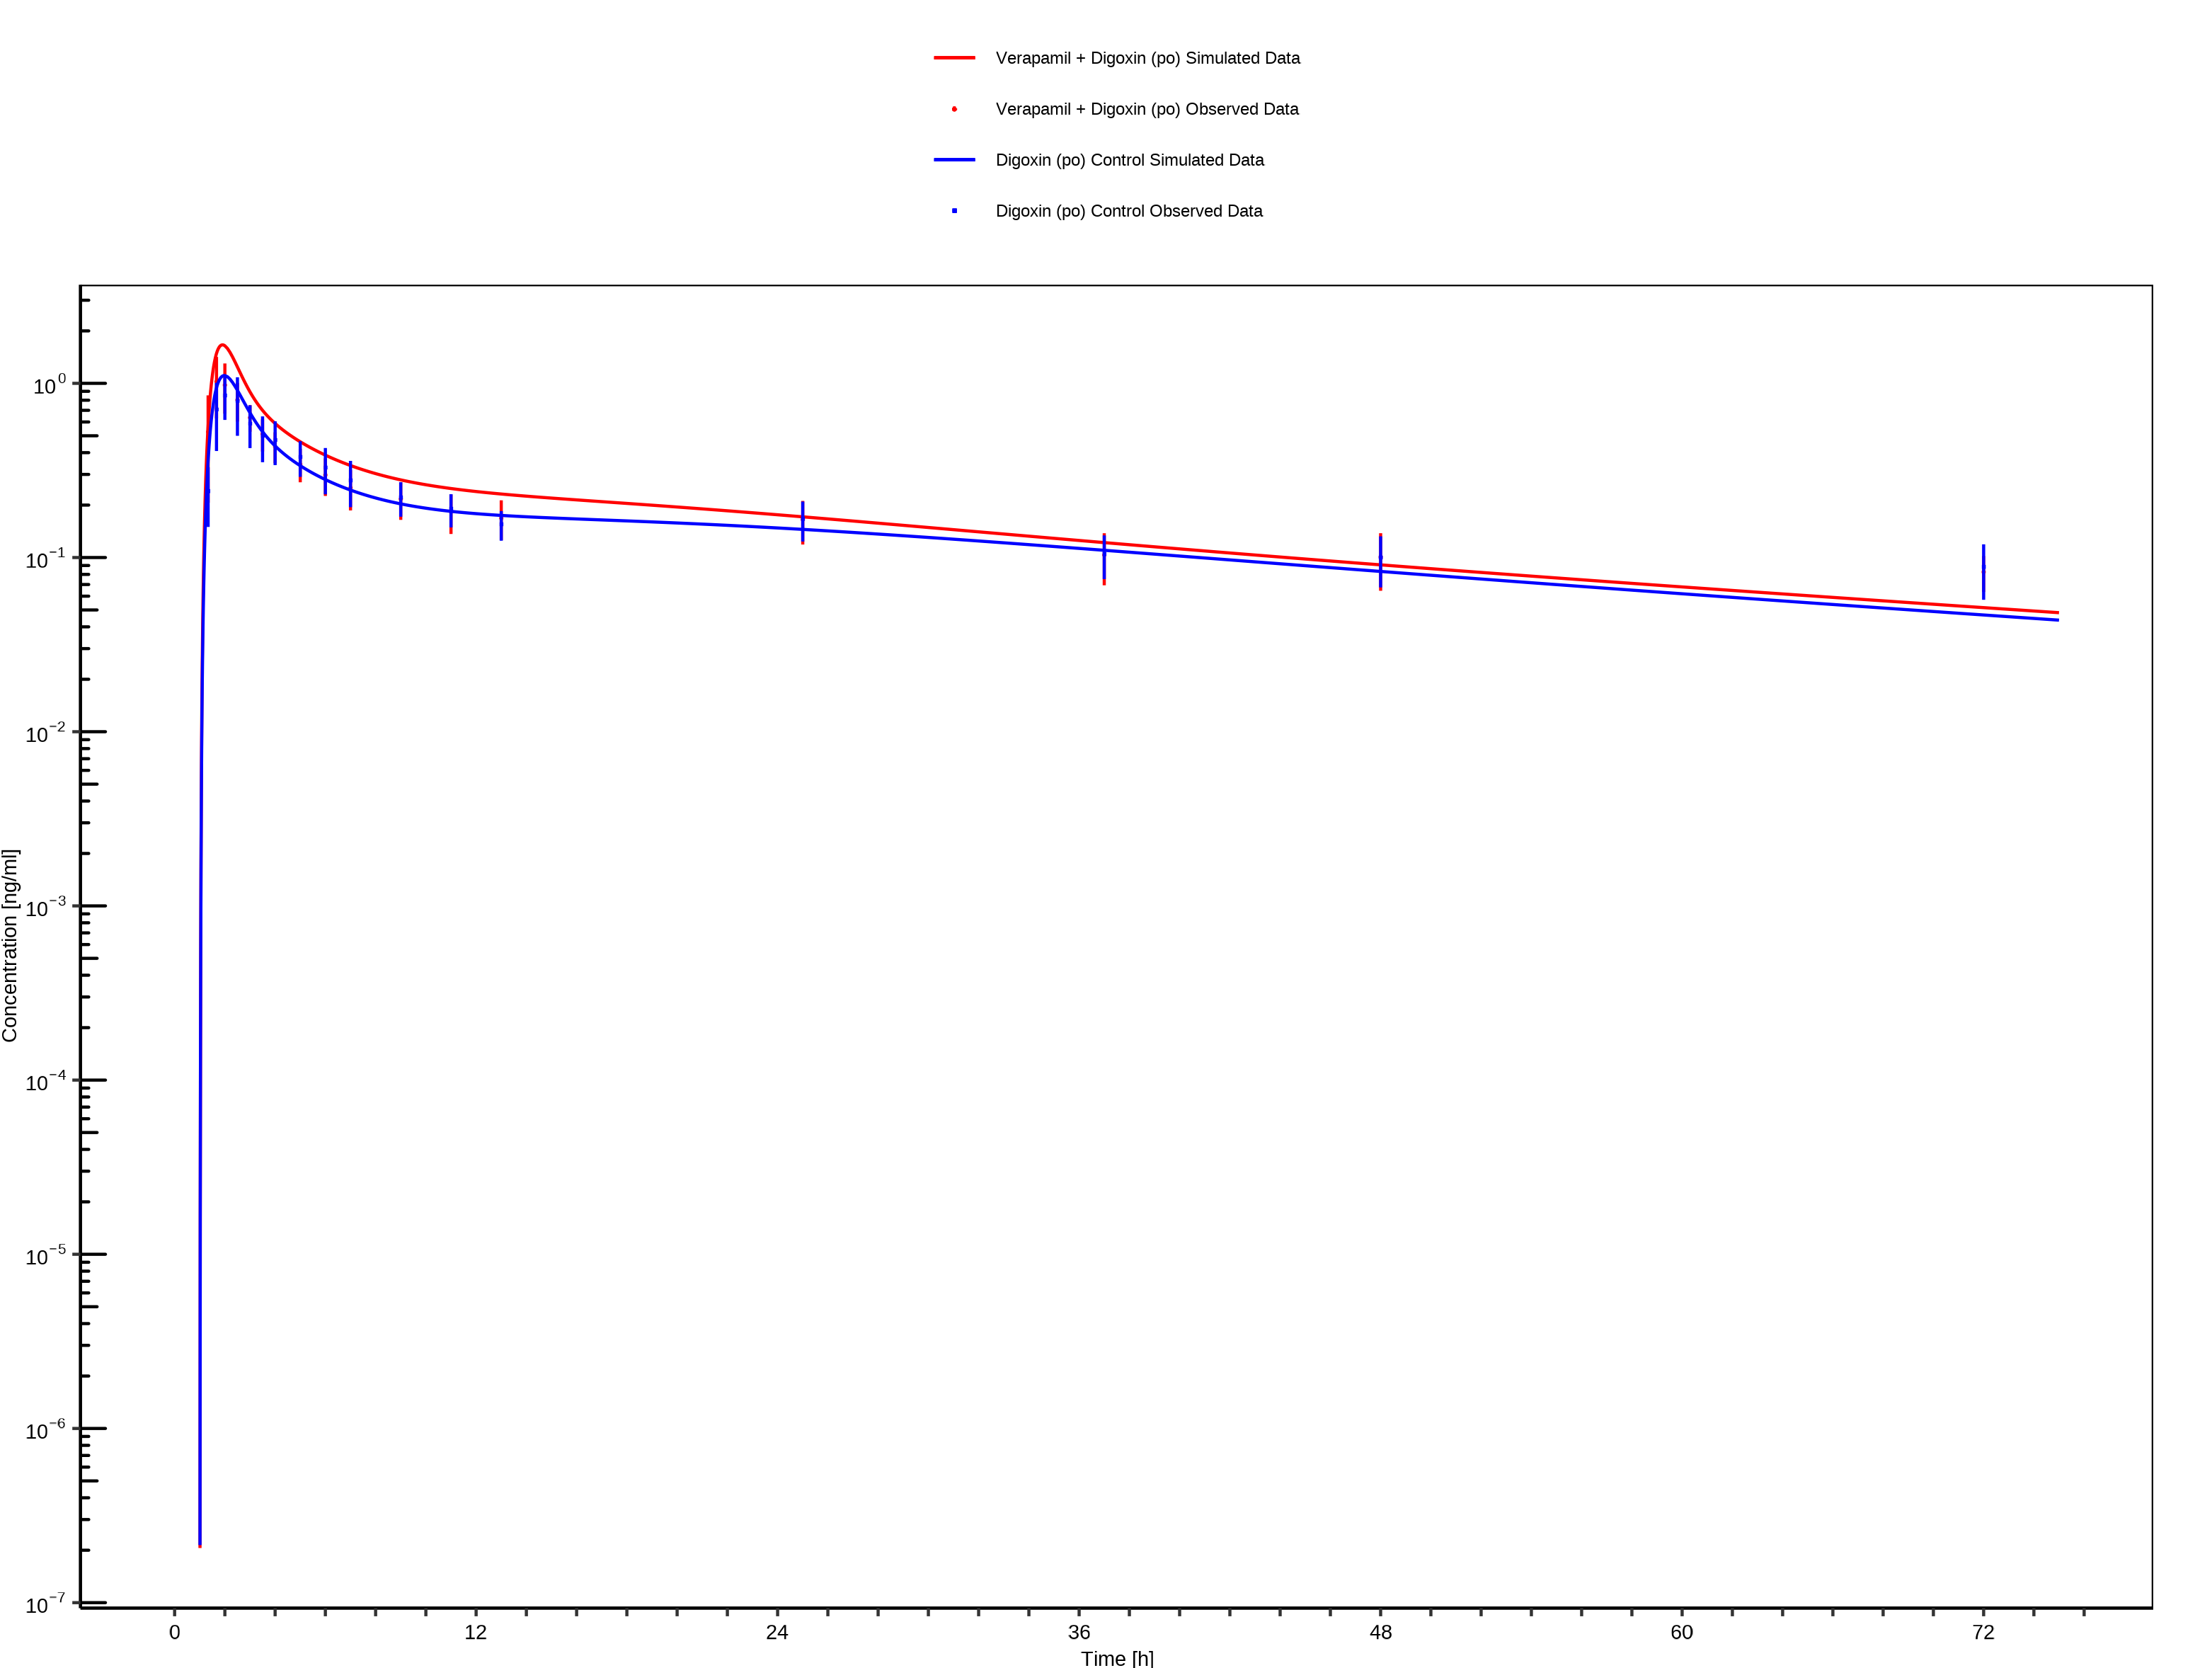 Verapamil + Digoxin (po) Simulated Data
Verapamil + Digoxin (po) Observed Data
Digoxin (po) Control Simulated Data
Digoxin (po) Control Observed Data
10^0
10^−1
10^−2
10^−3
10^−4
10^−5
10^−6
10^−7
Concentration [ng/ml]
0 12 24 36 48 60 72
Time [h]